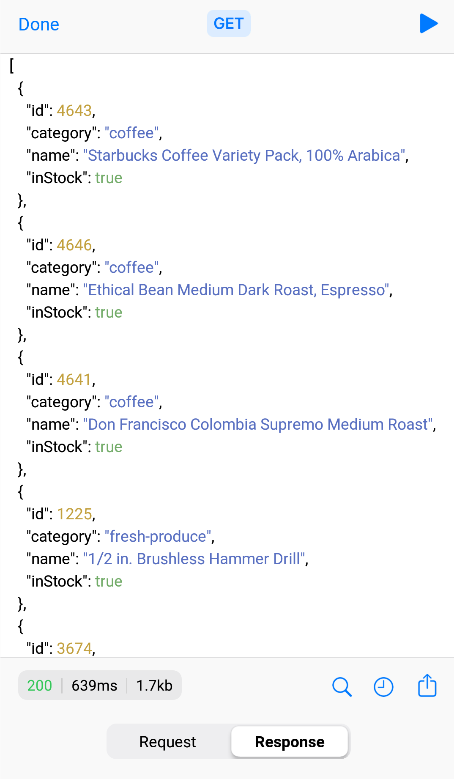 Done GET
[
{
"id": 4643,
"category": "coffee",
"name": "Starbucks Coffee Variety Pack, 100% Arabica",
"inStock": true
},
{
"id": 4646,
"category": "coffee",
"name": "Ethical Bean Medium Dark Roast, Espresso",
"inStock": true
},
{
"id": 4641,
"category": "coffee",
"name": "Don Francisco Colombia Supremo Medium Roast",
"inStock": true
},
{
"id": 1225,
"category": "fresh-produce",
"name": "1/2 in. Brushless Hammer Drill",
"inStock": true
},
{
"id": 3674,
200 | 639ms | 1.7kb
Request Response